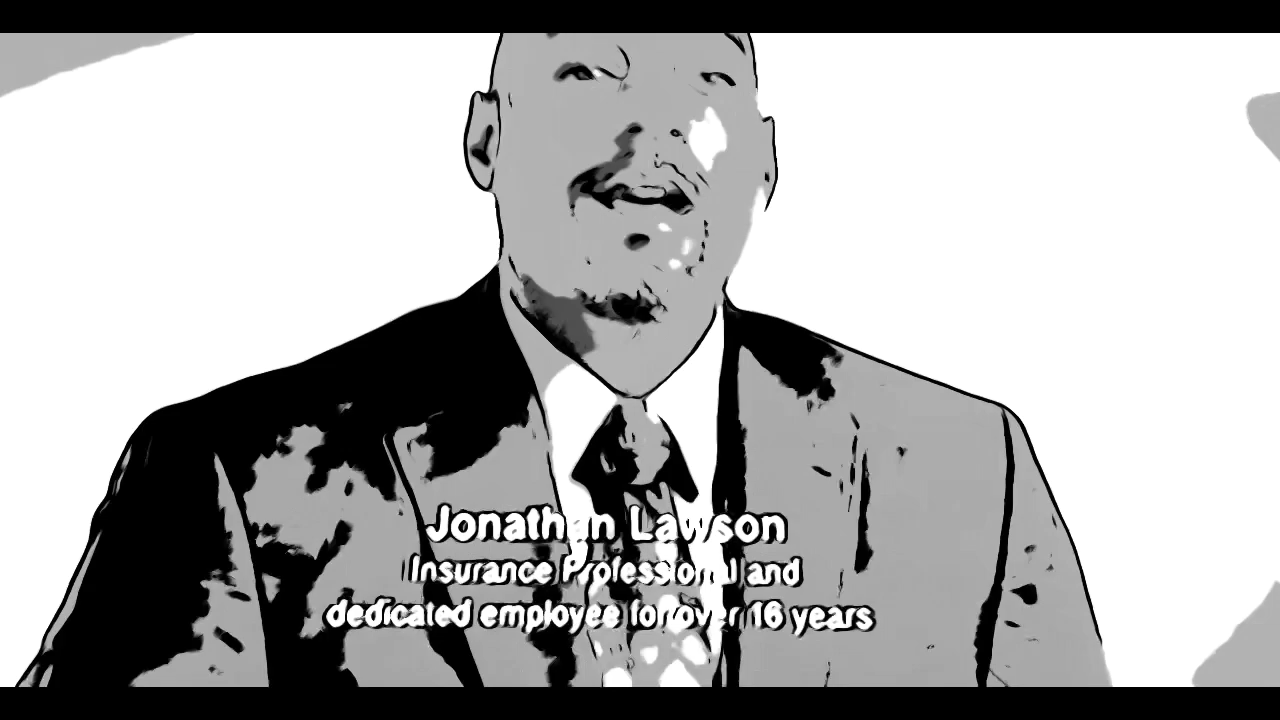 Jonathan Lawson
Insurance Professional and
dedicated employee for over 16 years